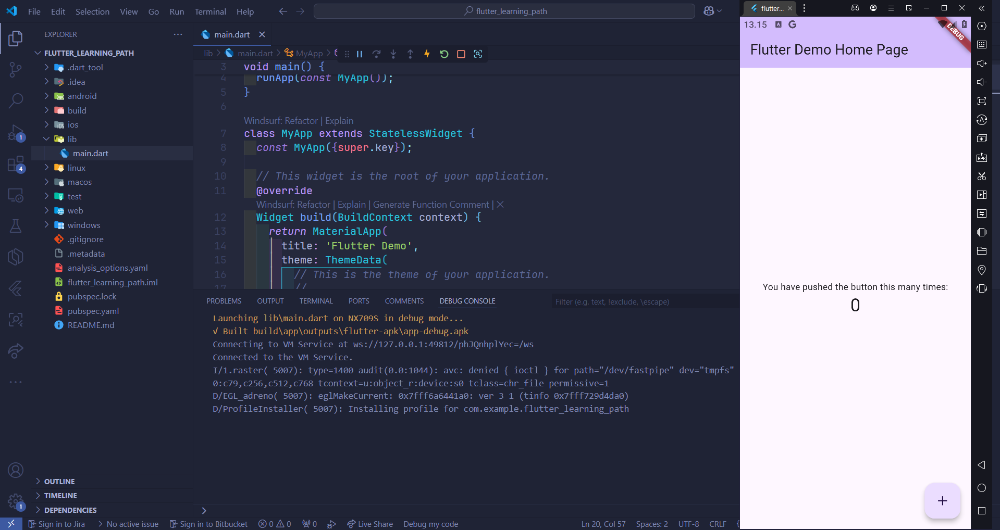 File Edit Selection View Go Run Terminal Help
flutter_learning_path
EXPLORER
FLUTTER_LEARNING_PATH
.dart_tool
.idea
android
build
ios
lib
main.dart
linux
macos
test
web
windows
.gitignore
.metadata
analysis_options.yaml
flutter_learning_path.iml
pubspec.lock
pubspec.yaml
README.md
OUTLINE
TIMELINE
DEPENDENCIES
1
4
1
main.dart
lib > main.dart > MyApp >
3 void main() {
4 runApp(const MyApp());
5 }
6
Windsurf: Refactor | Explain
7 class MyApp extends StatelessWidget {
8 const MyApp({super.key});
9
10 // This widget is the root of your application.
11 @override
Windsurf: Refactor | Explain | Generate Function Comment | X
12 Widget build(BuildContext context) {
13 return MaterialApp(
14 title: 'Flutter Demo',
15 theme: ThemeData(
16 // This is the theme of your application.
17 //
PROBLEMS OUTPUT TERMINAL PORTS COMMENTS DEBUG CONSOLE
Filter (e.g. text, !exclude, \escape)
Launching lib\main.dart on NX709S in debug mode...
√ Built build\app\outputs\flutter-apk\app-debug.apk
Connecting to VM Service at ws://127.0.0.1:49812/phJQnhplYec=/ws
Connected to the VM Service.
I/1.raster( 5007): type=1400 audit(0.0:1044): avc: denied { ioctl } for path="/dev/fastpipe" dev="tmpfs"
0:c79,c256,c512,c768 tcontext=u:object_r:device:s0 tclass=chr_file permissive=1
D/EGL_adreno( 5007): eglMakeCurrent: 0x7fff6a6441a0: ver 3 1 (tinfo 0x7fff729d4da0)
D/ProfileInstaller( 5007): Installing profile for com.example.flutter_learning_path
Sign in to Jira No active issue Sign in to Bitbucket 0 0 0 Live Share Debug my code Ln 20, Col 57 Spaces: 2 UTF-8 CRLF {
flutter...
13.15 A G
DEBUG
Flutter Demo Home Page
You have pushed the button this many times:
0
+
APK